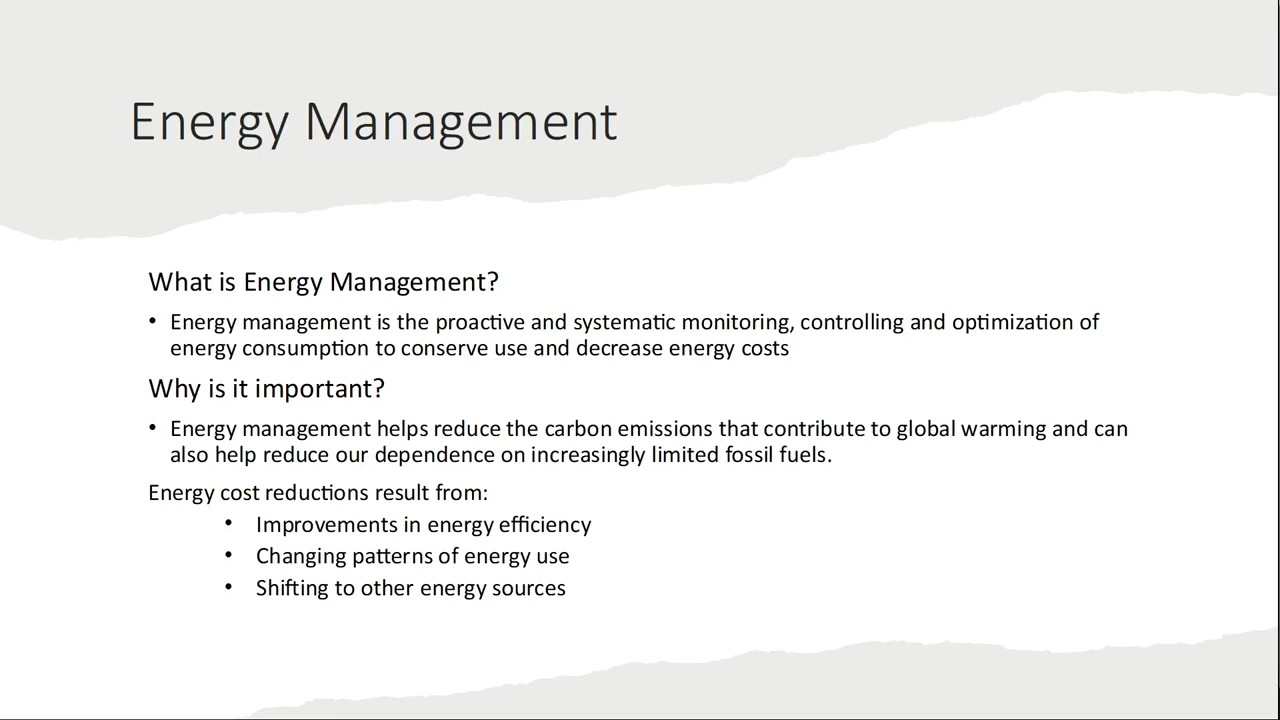 Energy Management
What is Energy Management?
• Energy management is the proactive and systematic monitoring, controlling and optimization of
energy consumption to conserve use and decrease energy costs
Why is it important?
• Energy management helps reduce the carbon emissions that contribute to global warming and can
also help reduce our dependence on increasingly limited fossil fuels.
Energy cost reductions result from:
• Improvements in energy efficiency
• Changing patterns of energy use
• Shifting to other energy sources